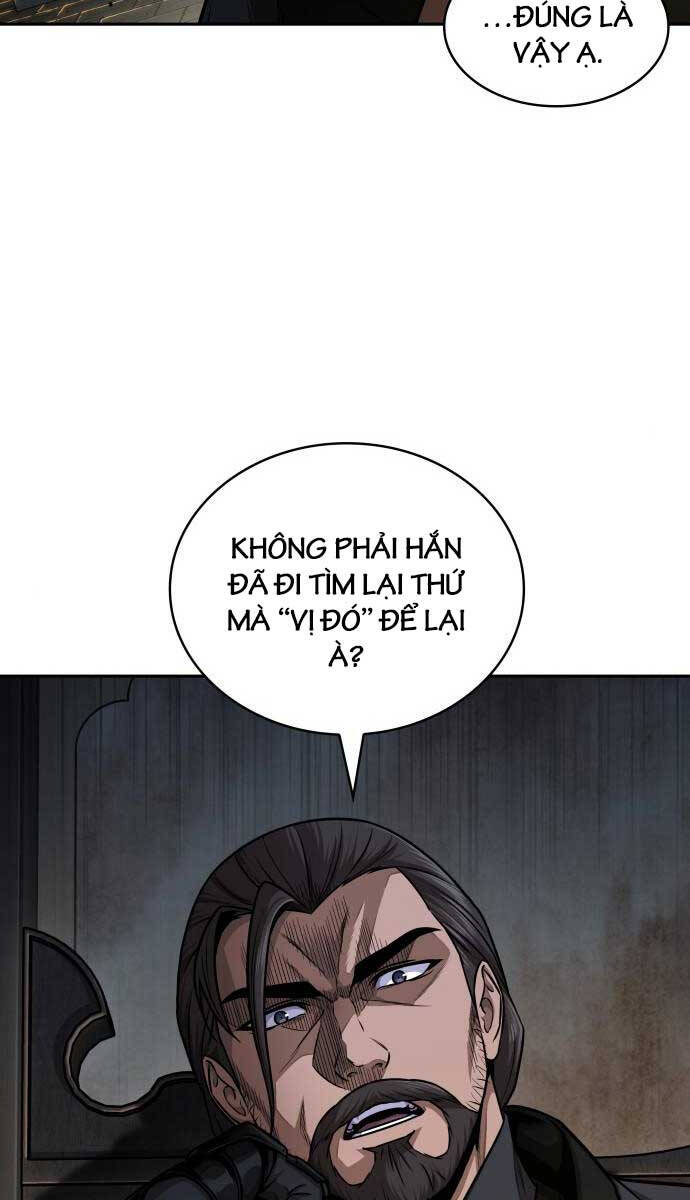 ...ĐÚNG LÀ
VẬY Ạ.
KHÔNG PHẢI HẮN
ĐÃ ĐI TÌM LẠI THỨ
MÀ “VỊ ĐÓ” ĐỂ LẠI
À?